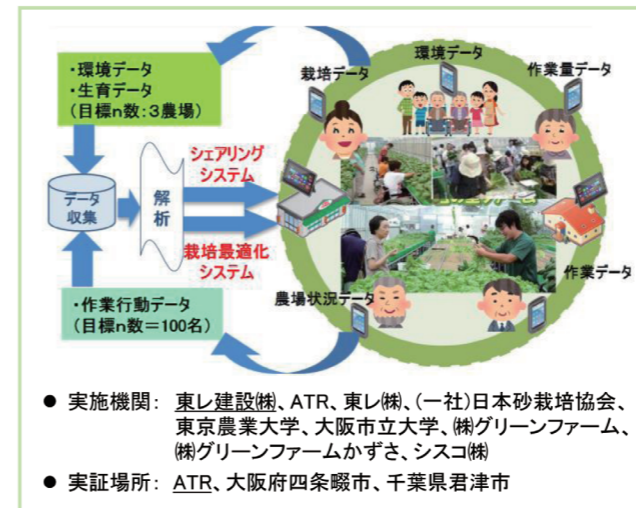 ・環境データ
・生育データ
(目標n数:3農場)
データ
収集
解析
シェアリング
システム
栽培最適化
システム
・作業行動データ
(目標n数=100名)
環境データ
栽培データ
作業量データ
作業データ
農場状況データ
● 実施機関: 東レ建設㈱、ATR、東レ㈱、(一社)日本砂栽培協会、
東京農業大学、大阪市立大学、㈱グリーンファーム、
㈱グリーンファームかずさ、シスコ㈱
● 実証場所: ATR、大阪府四条畷市、千葉県君津市